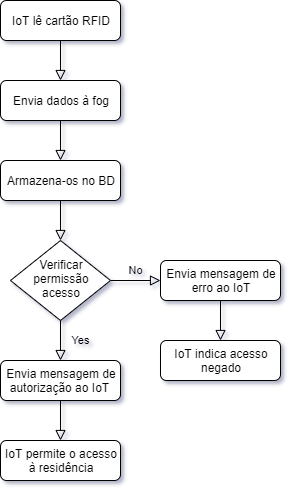 IoT lê cartão RFID
Envia dados à fog
Armazena-os no BD
Verificar
permissão
acesso
No
Envia mensagem de
erro ao IoT
Yes
IoT indica acesso
negado
Envia mensagem de
autorização ao IoT
IoT permite o acesso
à residência